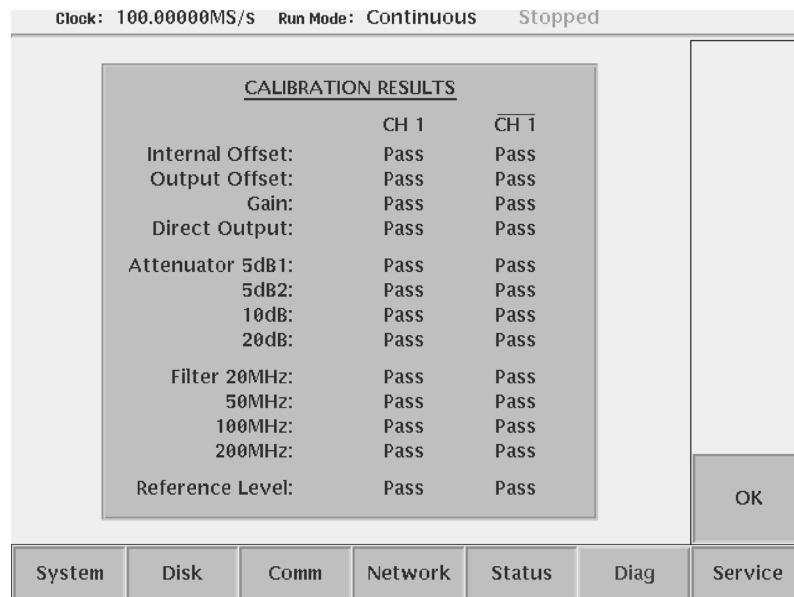 Clock: 100.00000MS/s Run Mode: Continuous Stopped
CALIBRATION RESULTS
CH 1 C̅H̅ ̅1̅
Internal Offset: Pass Pass
Output Offset: Pass Pass
Gain: Pass Pass
Direct Output: Pass Pass
Attenuator 5dB1: Pass Pass
5dB2: Pass Pass
10dB: Pass Pass
20dB: Pass Pass
Filter 20MHz: Pass Pass
50MHz: Pass Pass
100MHz: Pass Pass
200MHz: Pass Pass
Reference Level: Pass Pass
OK
System Disk Comm Network Status Diag Service